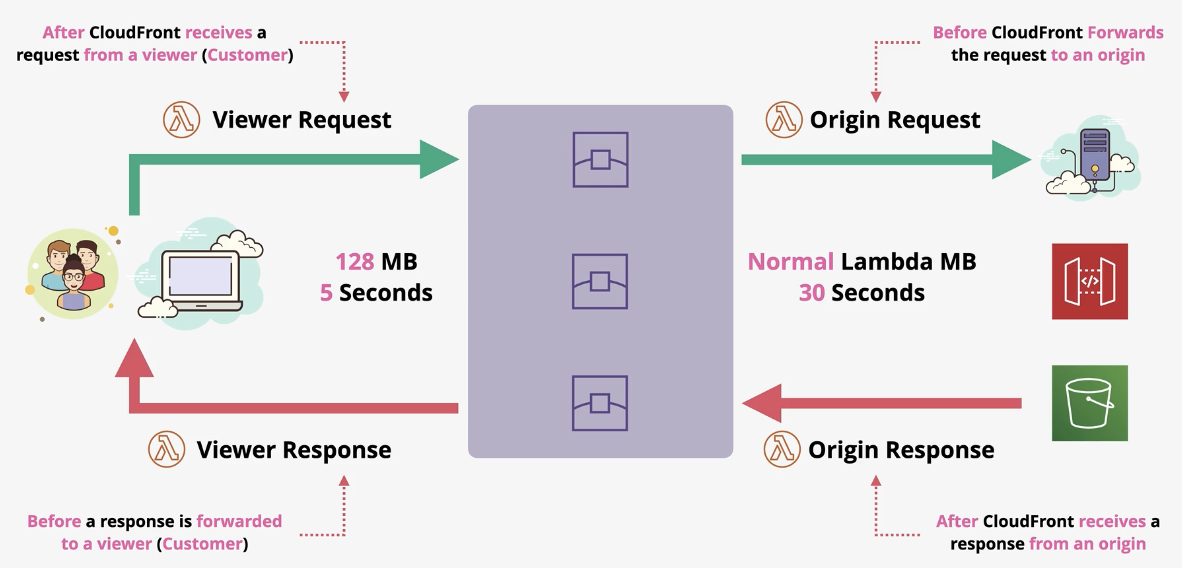 After CloudFront receives a
request from a viewer (Customer)
Before CloudFront Forwards
the request to an origin
Viewer Request
Origin Request
128 MB
5 Seconds
Normal Lambda MB
30 Seconds
</>
Viewer Response
Origin Response
Before a response is forwarded
to a viewer (Customer)
After CloudFront receives a
response from an origin